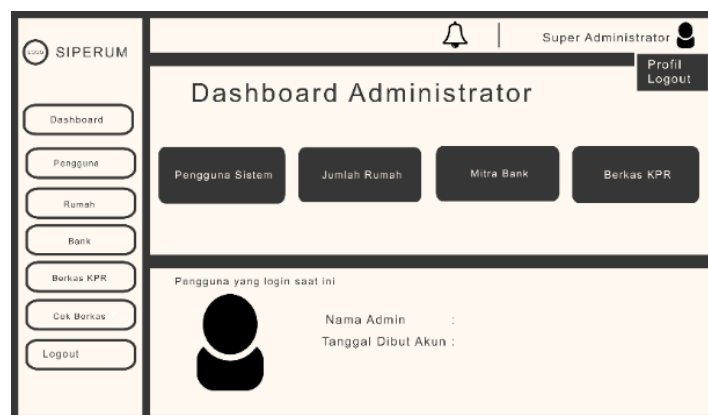 LOGO SIPERUM
Super Administrator
Profil
Logout
Dashboard Administrator
Dashboard
Pengguna
Rumah
Bank
Berkas KPR
Cek Berkas
Logout
Pengguna Sistem
Jumlah Rumah
Mitra Bank
Berkas KPR
Pengguna yang login saat ini
Nama Admin :
Tanggal Dibut Akun :